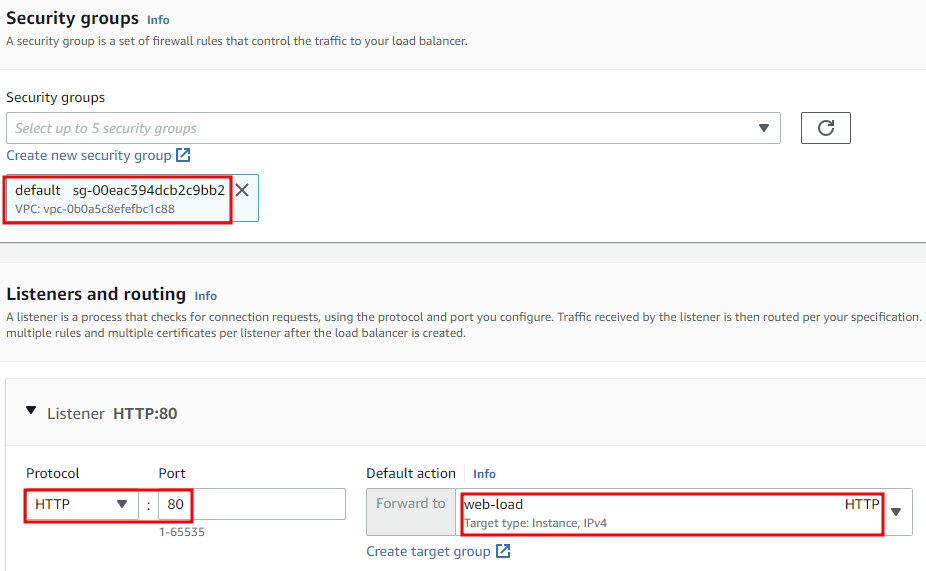 Security groups Info
A security group is a set of firewall rules that control the traffic to your load balancer.
Security groups
Select up to 5 security groups
Create new security group
default sg-00eac394dcb2c9bb2
VPC: vpc-0b0a5c8efefbc1c88
Listeners and routing Info
A listener is a process that checks for connection requests, using the protocol and port you configure. Traffic received by the listener is then routed per your specification.
multiple rules and multiple certificates per listener after the load balancer is created.
Listener HTTP:80
Protocol Port Default action Info
HTTP : 80 Forward to web-load HTTP
Target type: Instance, IPv4
1-65535
Create target group